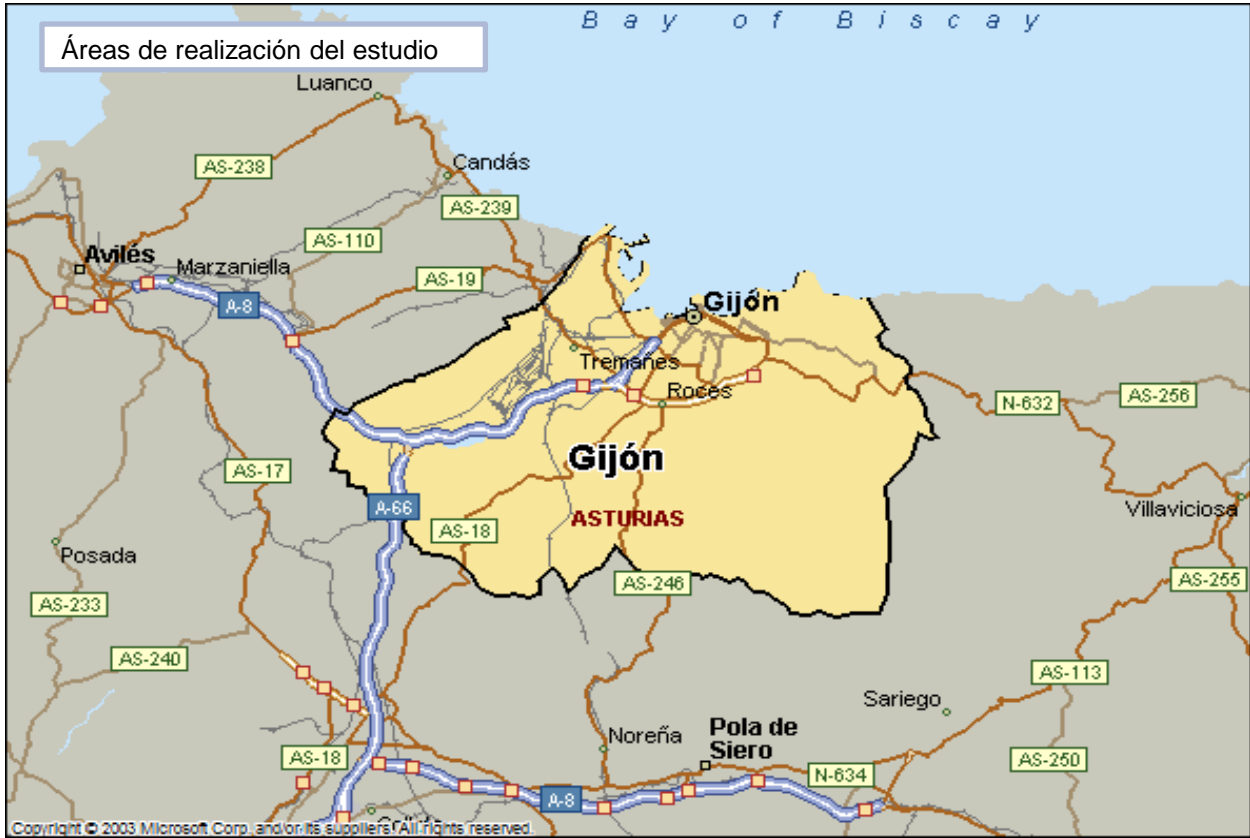 Bay of Biscay
Áreas de realización del estudio
Luanco
Candás
AS-238
AS-239
AS-110
Avilés
Marzaniella
AS-19
A-8
Gijón
Tremañes
Roces
N-632
AS-256
Gijón
AS-17
A-66
AS-18
ASTURIAS
Villaviciosa
Posada
AS-233
AS-246
AS-255
AS-240
AS-113
Sariego
Noreña
Pola de
Siero
AS-18
N-634
AS-250
A-8
Copyright © 2003 Microsoft Corp. and/or its suppliers. All rights reserved.